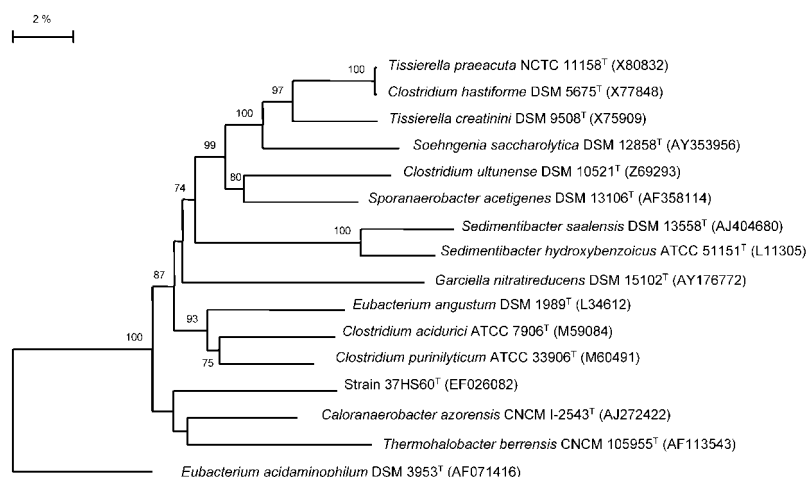 2 %
100 Tissierella praeacuta NCTC 11158ᵀ (X80832)
Clostridium hastiforme DSM 5675ᵀ (X77848)
97
100 Tissierella creatinini DSM 9508ᵀ (X75909)
99 Soehngenia saccharolytica DSM 12858ᵀ (AY353956)
80 Clostridium ultunense DSM 10521ᵀ (Z69293)
74 Sporanaerobacter acetigenes DSM 13106ᵀ (AF358114)
100 Sedimentibacter saalensis DSM 13558ᵀ (AJ404680)
Sedimentibacter hydroxybenzoicus ATCC 51151ᵀ (L11305)
87 Garciella nitratireducens DSM 15102ᵀ (AY176772)
93 Eubacterium angustum DSM 1989ᵀ (L34612)
100 Clostridium acidurici ATCC 7906ᵀ (M59084)
75 Clostridium purinilyticum ATCC 33906ᵀ (M60491)
Strain 37HS60ᵀ (EF026082)
Caloranaerobacter azorensis CNCM I-2543ᵀ (AJ272422)
Thermohalobacter berrensis CNCM 105955ᵀ (AF113543)
Eubacterium acidaminophilum DSM 3953ᵀ (AF071416)